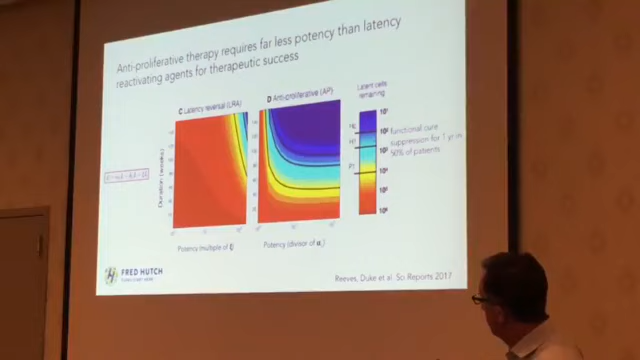 Anti-proliferative therapy requires far less potency than latency
reactivating agents for therapeutic success
C Latency reversal (LRA)
D Anti-proliferative (AP)
Latent cells
remaining
functional cure
suppression for 1 yr in
50% of patients
Duration (weeks)
Potency (multiple of
Potency (divisor of
FRED HUTCH
Reeves, Duke et al. Sci Reports 2017